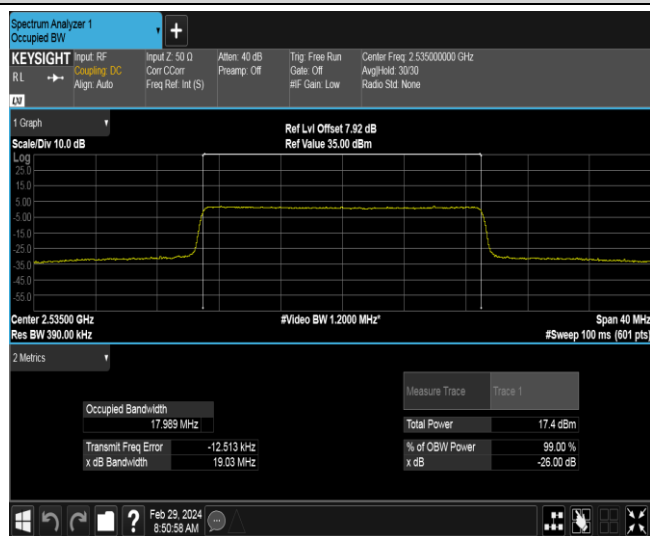 Spectrum Analyzer 1
Occupied BW
+
KEYSIGHT Input: RF Input Z: 50 Ω Atten: 40 dB Trig: Free Run Center Freq: 2.535000000 GHz
RL Coupling: DC Corr CCorr Preamp: Off Gate: Off Avg|Hold: 30/30
Align: Auto Freq Ref: Int (S) #IF Gain: Low Radio Std: None
LXI
1 Graph Ref Lvl Offset 7.92 dB
Scale/Div 10.0 dB Ref Value 35.00 dBm
Log
25.0
15.0
5.00
-5.00
-15.0
-25.0
-35.0
-45.0
-55.0
Center 2.53500 GHz #Video BW 1.2000 MHz* Span 40 MHz
Res BW 390.00 kHz #Sweep 100 ms (601 pts)
2 Metrics
Measure Trace Trace 1
Occupied Bandwidth
17.989 MHz Total Power 17.4 dBm
Transmit Freq Error -12.513 kHz % of OBW Power 99.00 %
x dB Bandwidth 19.03 MHz x dB -26.00 dB
? Feb 29, 2024
8:50:58 AM